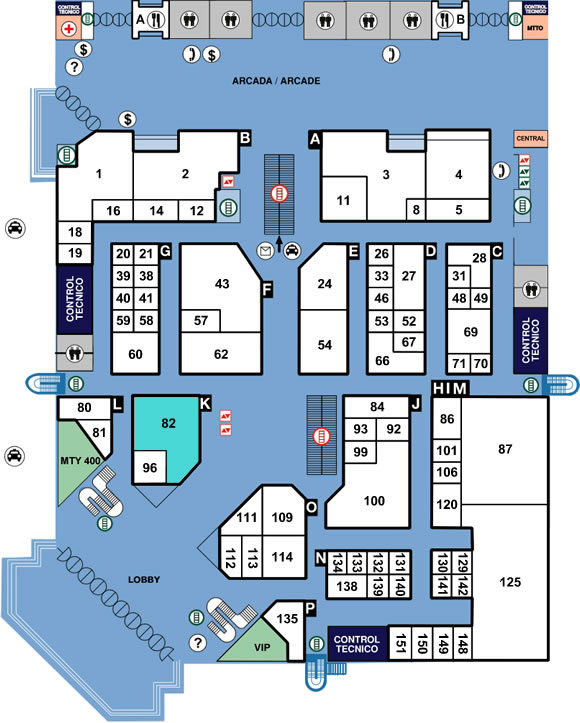 CONTROL
TECNICO
A
B
CONTROL
TECNICO
MTTO
$
?
$
ARCADA / ARCADE
$
CENTRAL
B
A
1
2
3
4
11
16
14
12
8
5
18
19
G
F
E
D
C
20
21
39
38
40
41
59
58
60
43
57
62
24
54
26
33
46
27
53
52
67
66
28
31
48
49
69
71
70
CONTROL
TECNICO
CONTROL
TECNICO
L
K
J
H I M
80
81
MTY 400
82
96
84
93
92
99
100
86
101
106
120
87
125
O
111
109
112
113
114
N
134
133
132
131
138
139
140
130
129
141
142
LOBBY
P
135
VIP
?
CONTROL
TECNICO
151
150
149
148